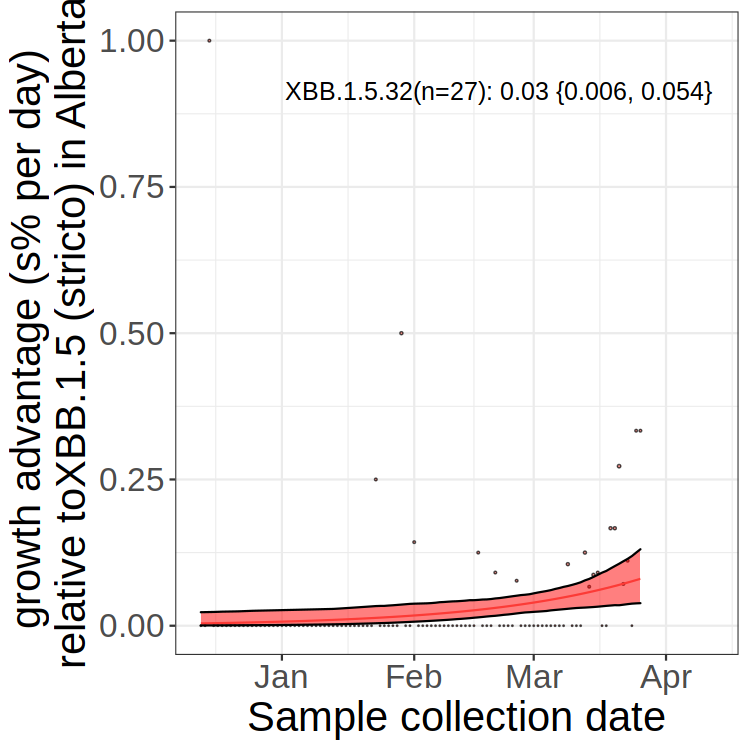 growth advantage (s% per day)
relative toXBB.1.5 (stricto) in Alberta
1.00
0.75
0.50
0.25
0.00
XBB.1.5.32(n=27): 0.03 {0.006, 0.054}
Jan Feb Mar Apr
Sample collection date